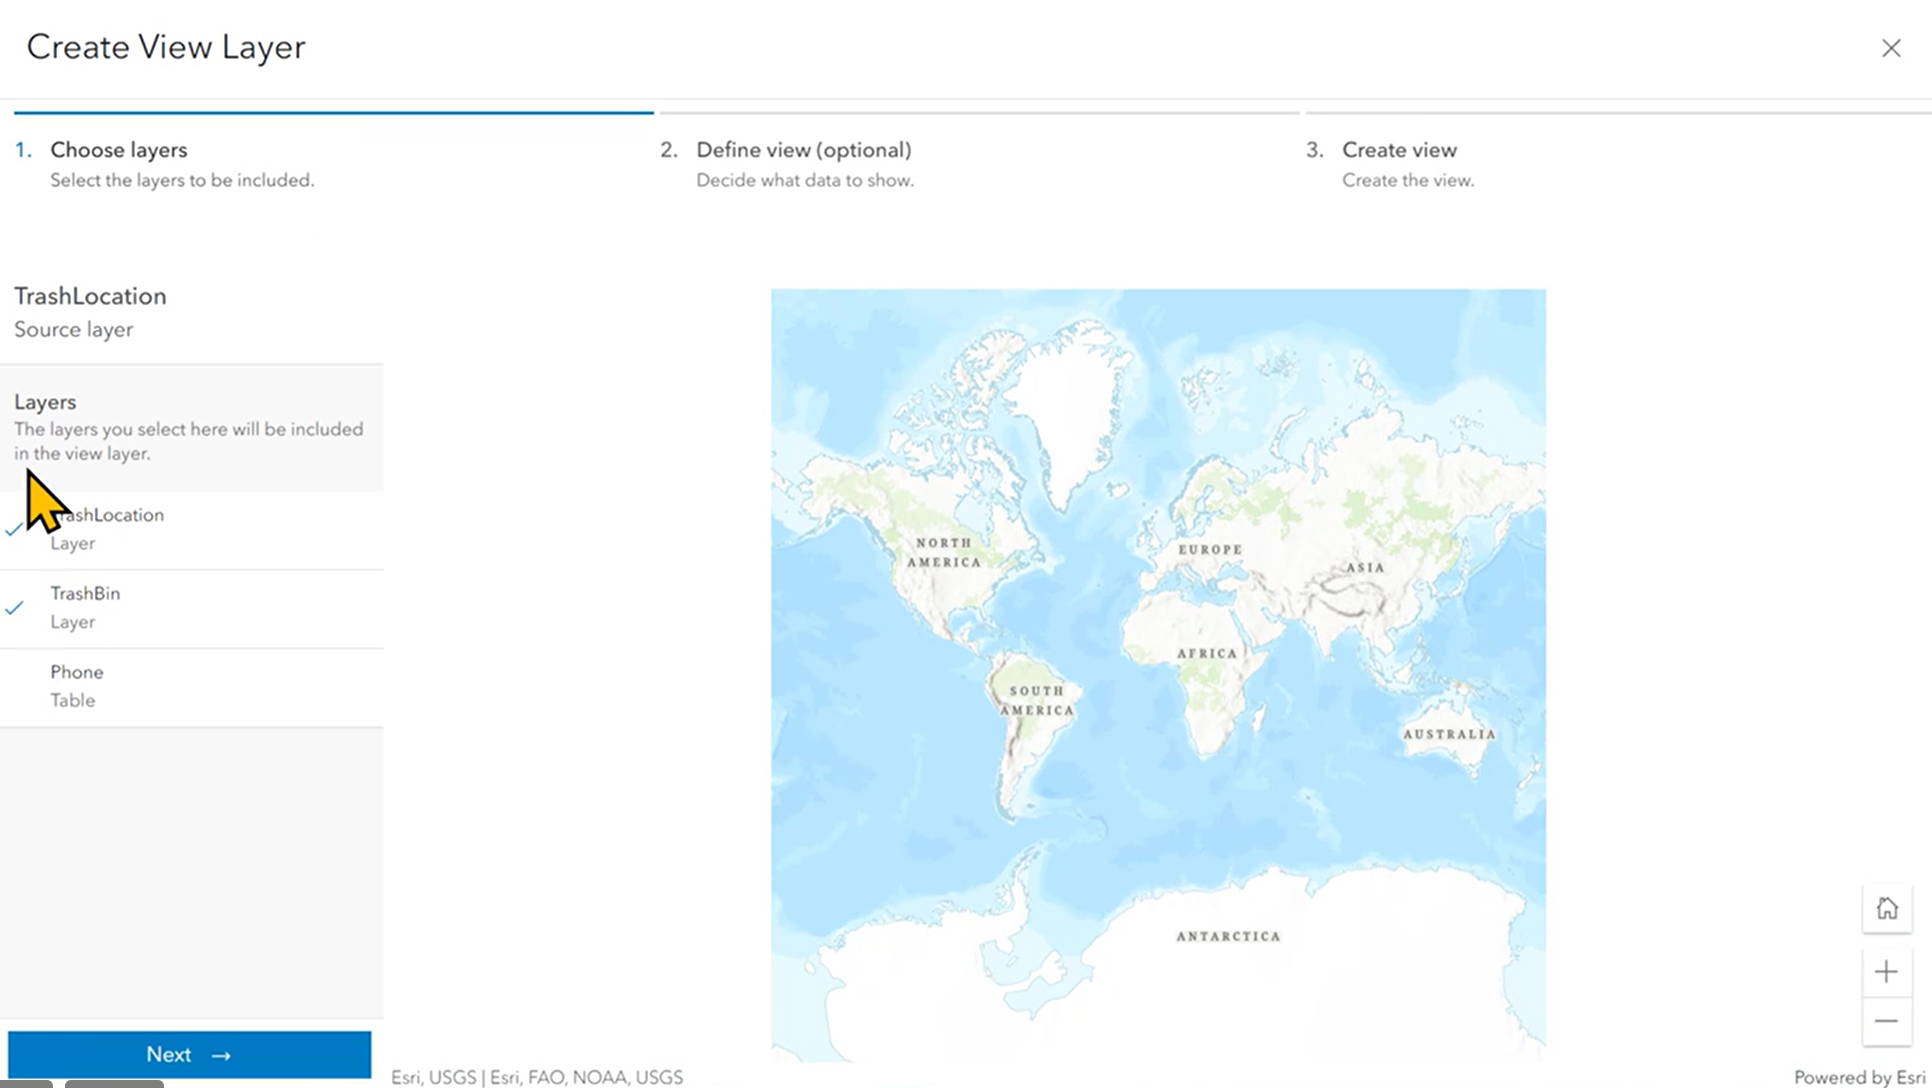 Create View Layer
1. Choose layers
Select the layers to be included.
2. Define view (optional)
Decide what data to show.
3. Create view
Create the view.
TrashLocation
Source layer
Layers
The layers you select here will be included
in the view layer.
TrashLocation
Layer
TrashBin
Layer
Phone
Table
Next →
NORTH
AMERICA
EUROPE
ASIA
AFRICA
SOUTH
AMERICA
AUSTRALIA
ANTARCTICA
Esri, USGS | Esri, FAO, NOAA, USGS
Powered by Esri